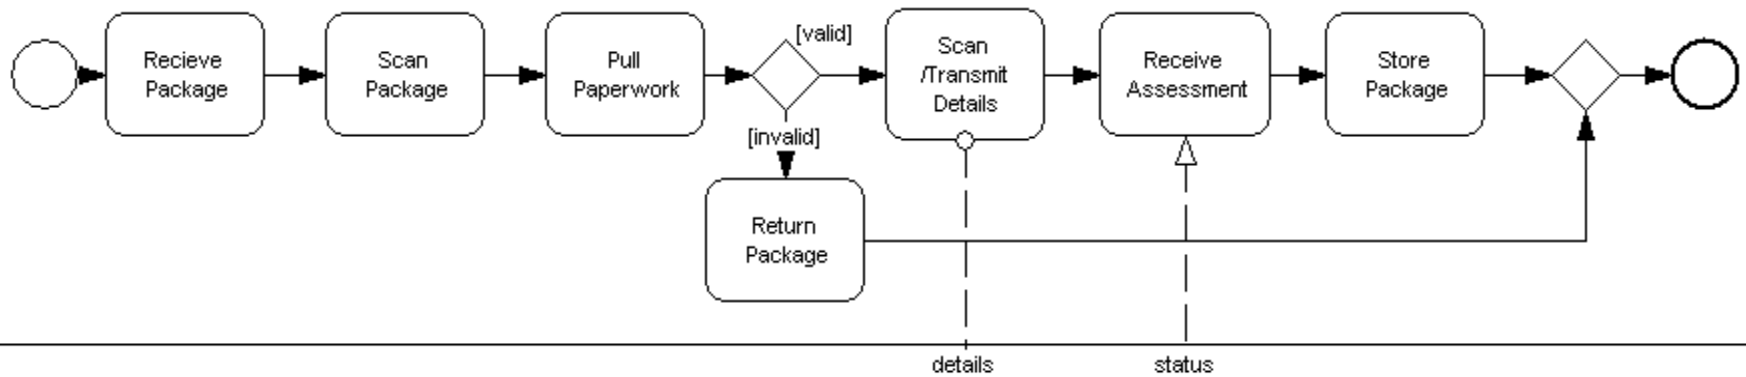 Recieve
Package
Scan
Package
Pull
Paperwork
[valid]
Scan
/Transmit
Details
Receive
Assessment
Store
Package
[invalid]
Return
Package
details
status